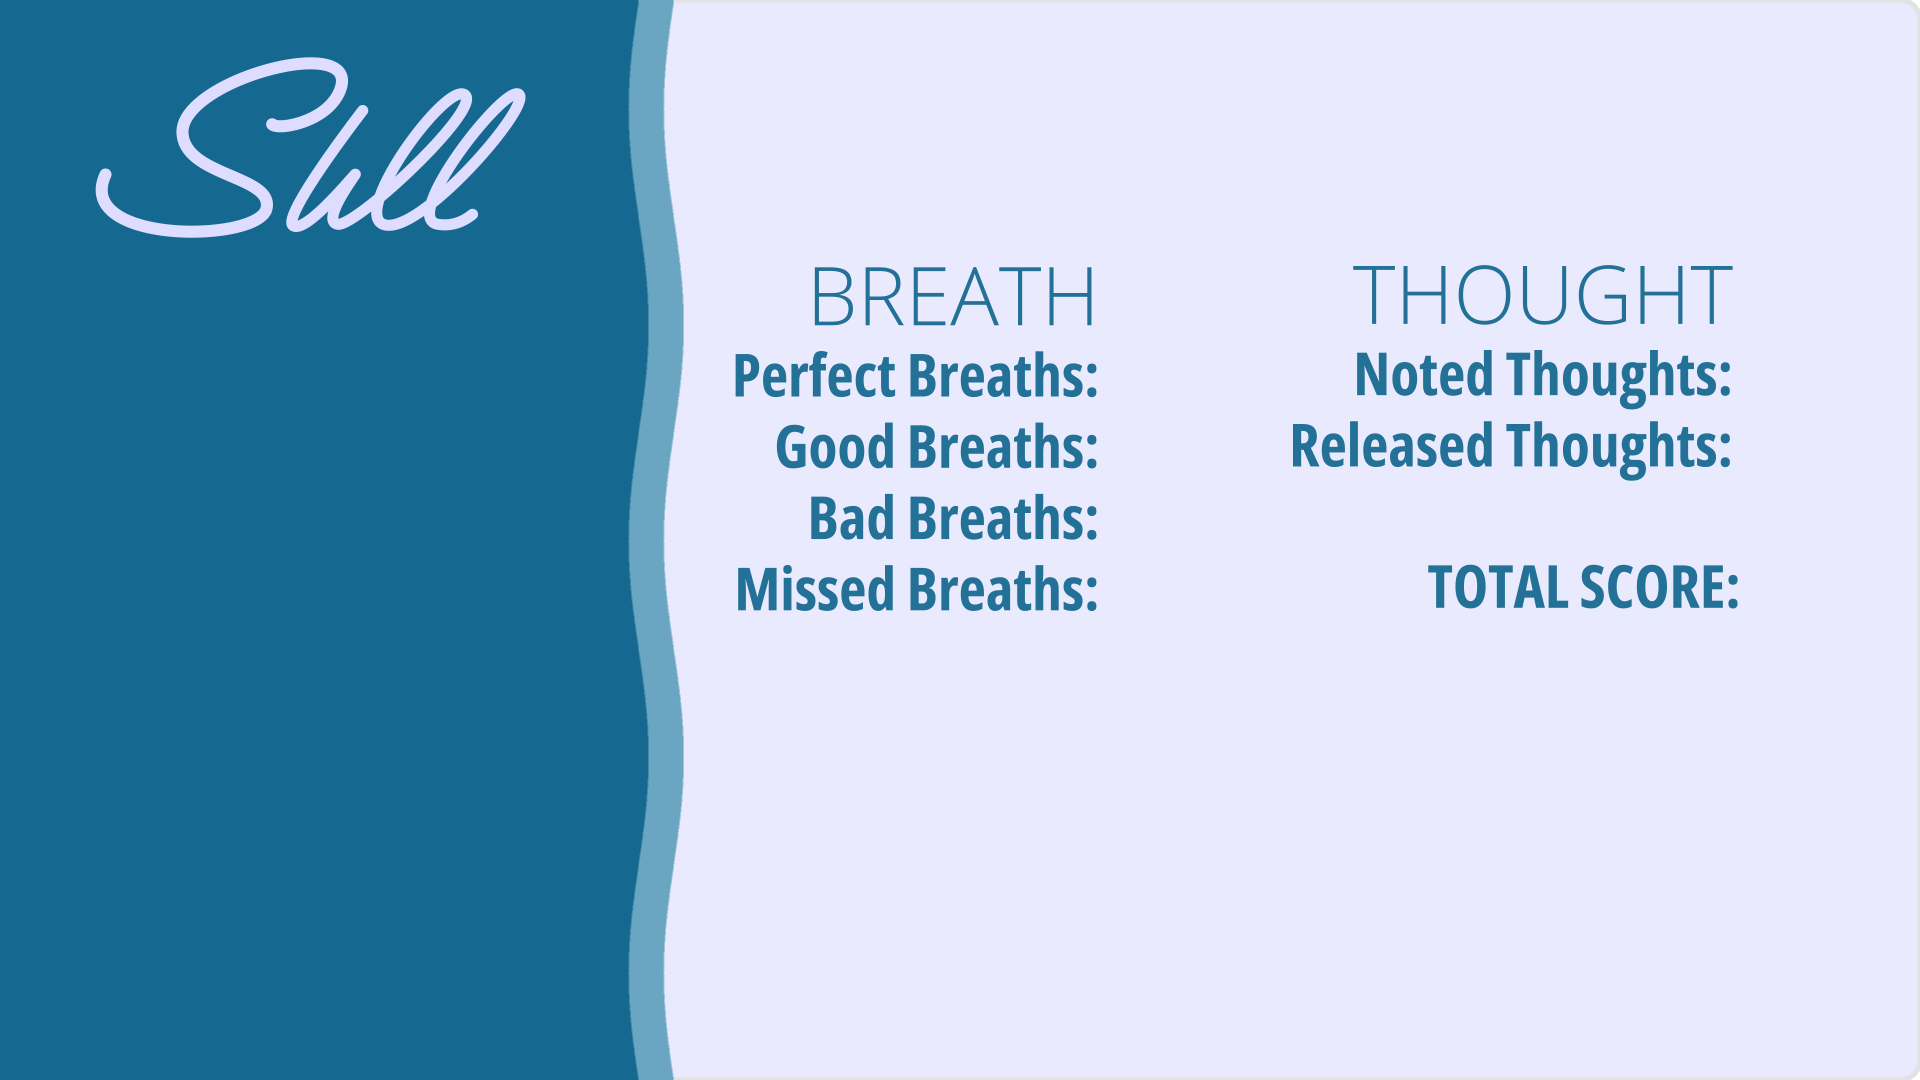 Still
BREATH
Perfect Breaths:
Good Breaths:
Bad Breaths:
Missed Breaths:
THOUGHT
Noted Thoughts:
Released Thoughts:
TOTAL SCORE: